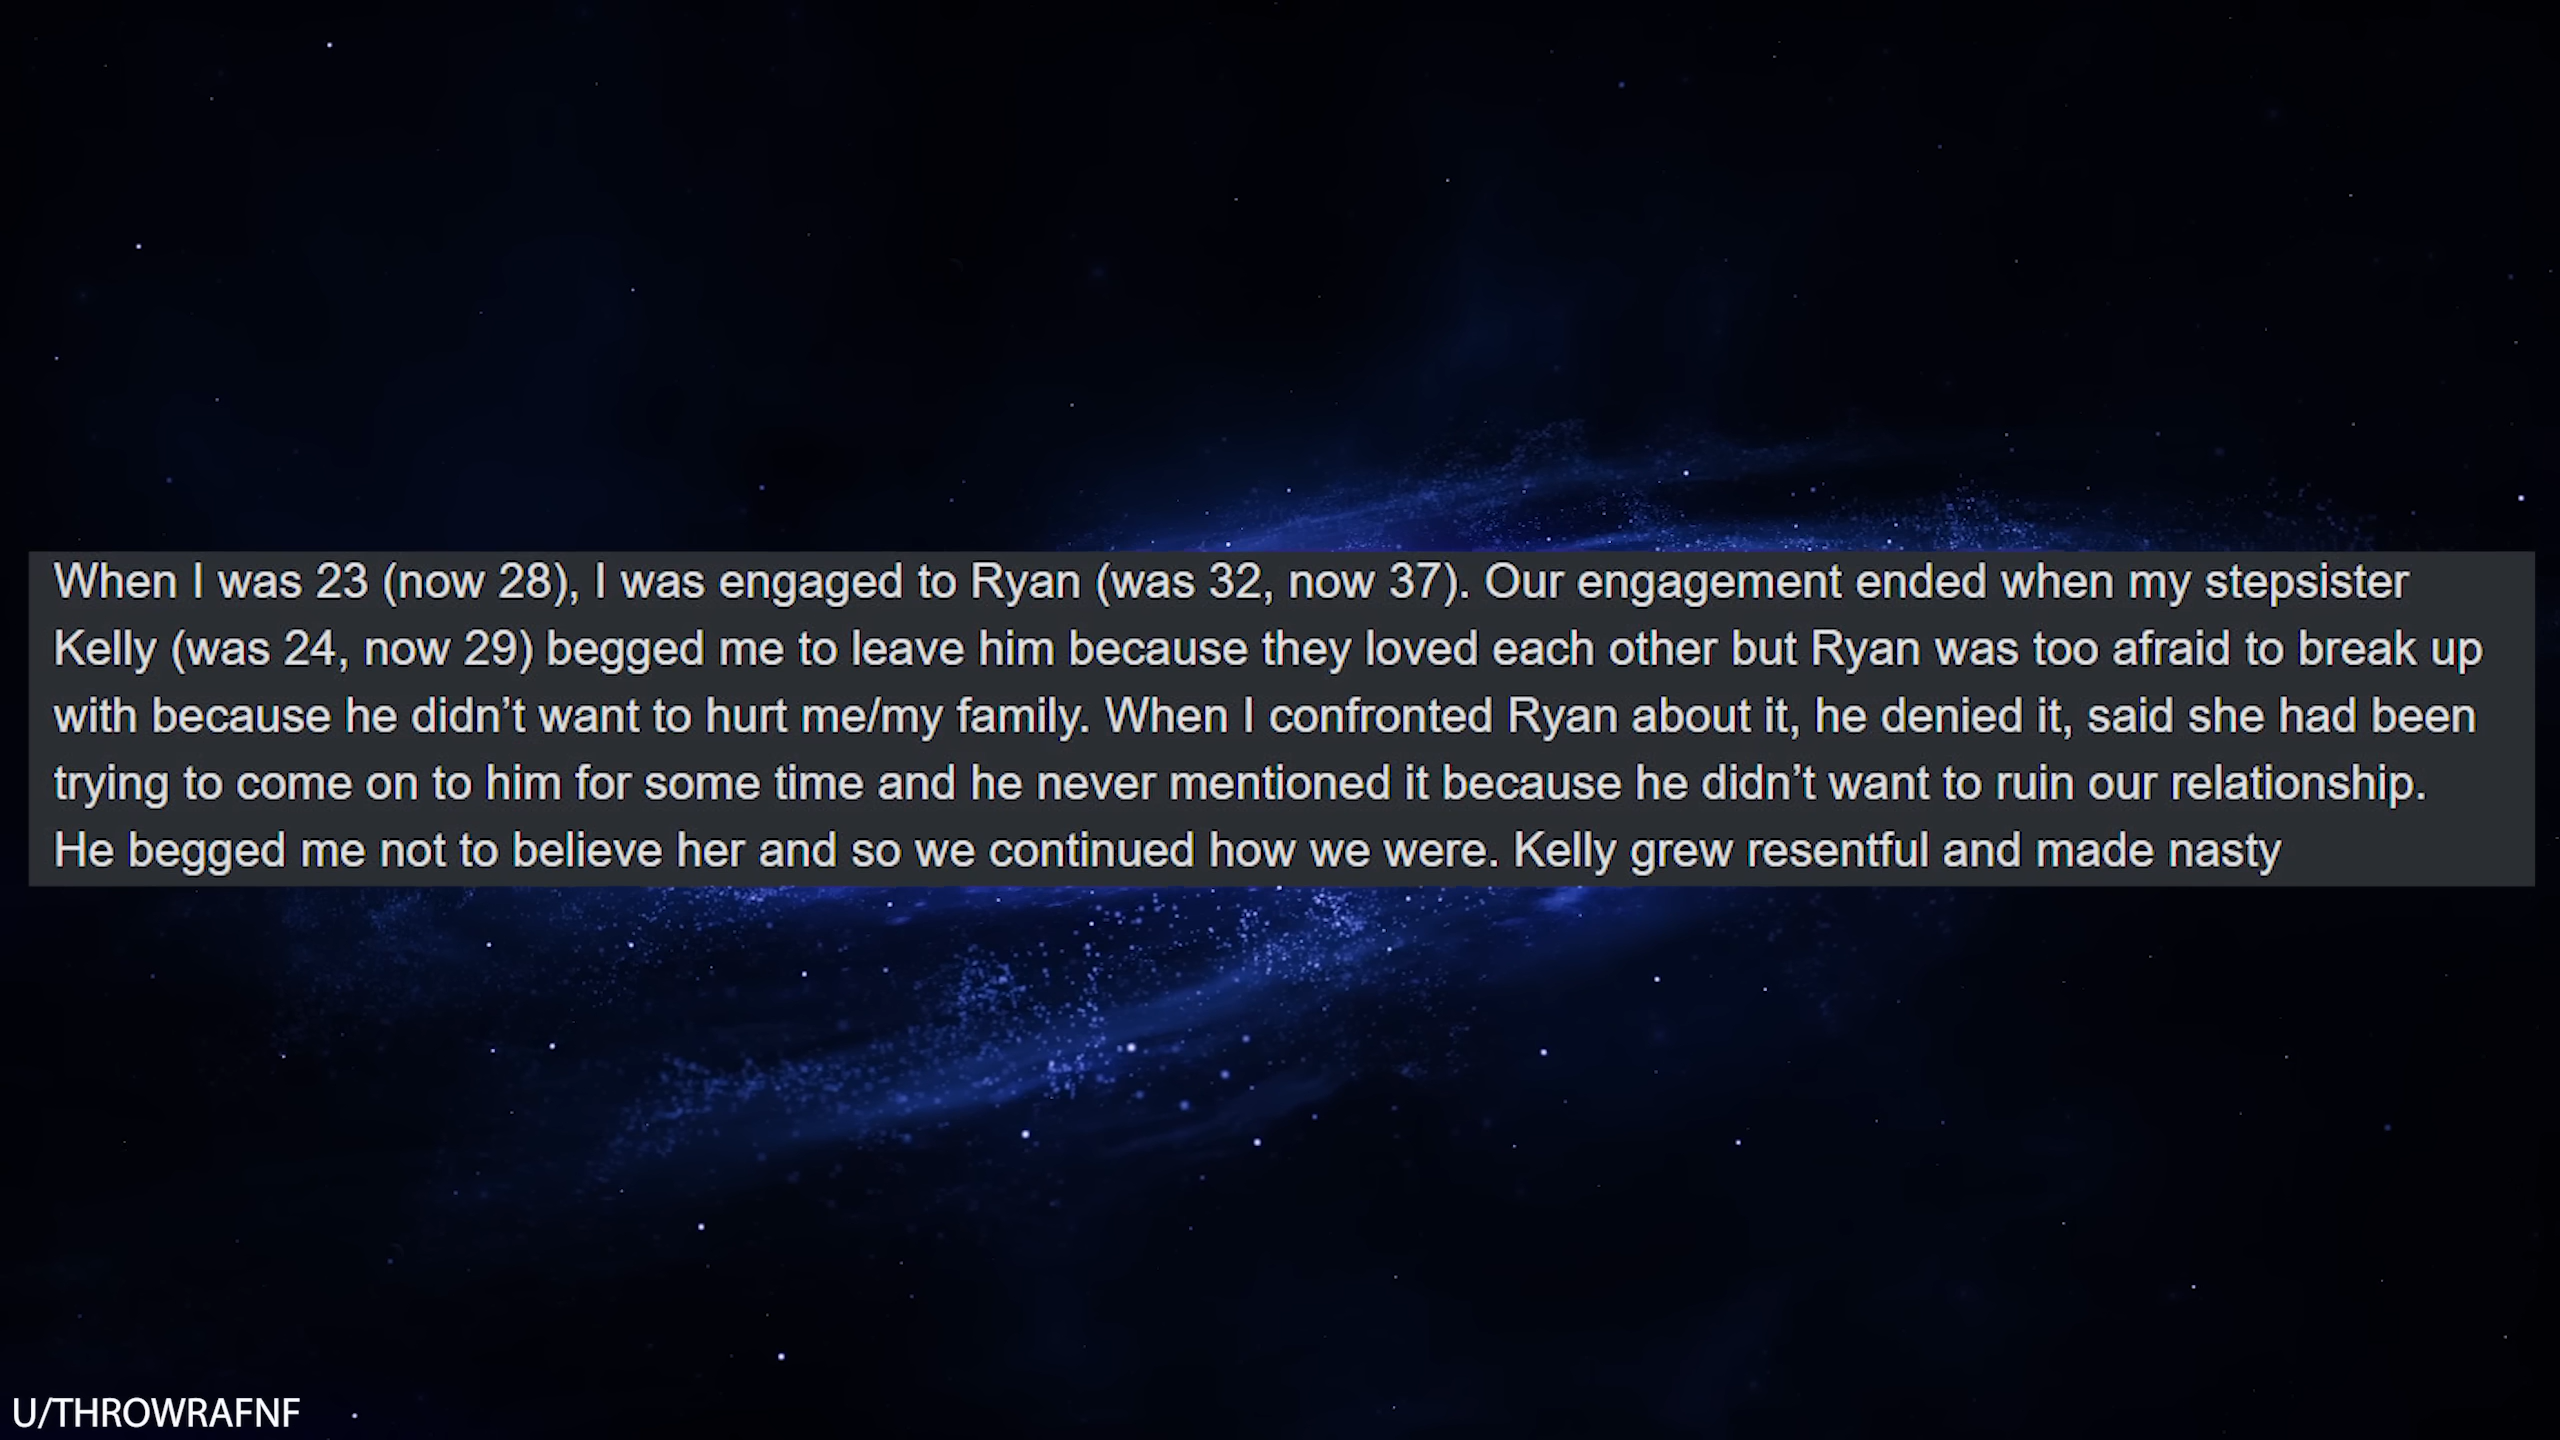 When I was 23 (now 28), I was engaged to Ryan (was 32, now 37). Our engagement ended when my stepsister
Kelly (was 24, now 29) begged me to leave him because they loved each other but Ryan was too afraid to break up
with because he didn’t want to hurt me/my family. When I confronted Ryan about it, he denied it, said she had been
trying to come on to him for some time and he never mentioned it because he didn’t want to ruin our relationship.
He begged me not to believe her and so we continued how we were. Kelly grew resentful and made nasty
U/THROWRAFNF